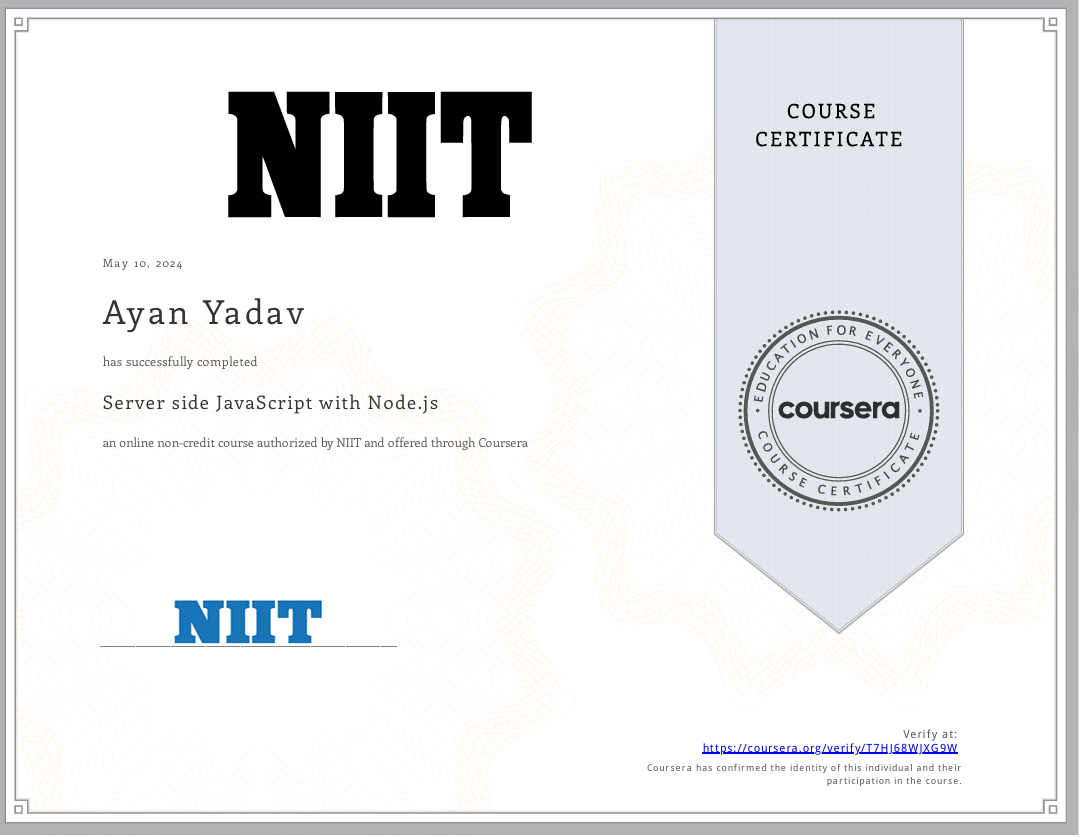 NIIT
COURSE
CERTIFICATE
May 10, 2024
Ayan Yadav
has successfully completed
Server side JavaScript with Node.js
an online non-credit course authorized by NIIT and offered through Coursera
EDUCATION FOR EVERYONE
coursera
COURSE CERTIFICATE
NIIT
Verify at:
https://coursera.org/verify/T7HJ68WJXG9W
Coursera has confirmed the identity of this individual and their
participation in the course.